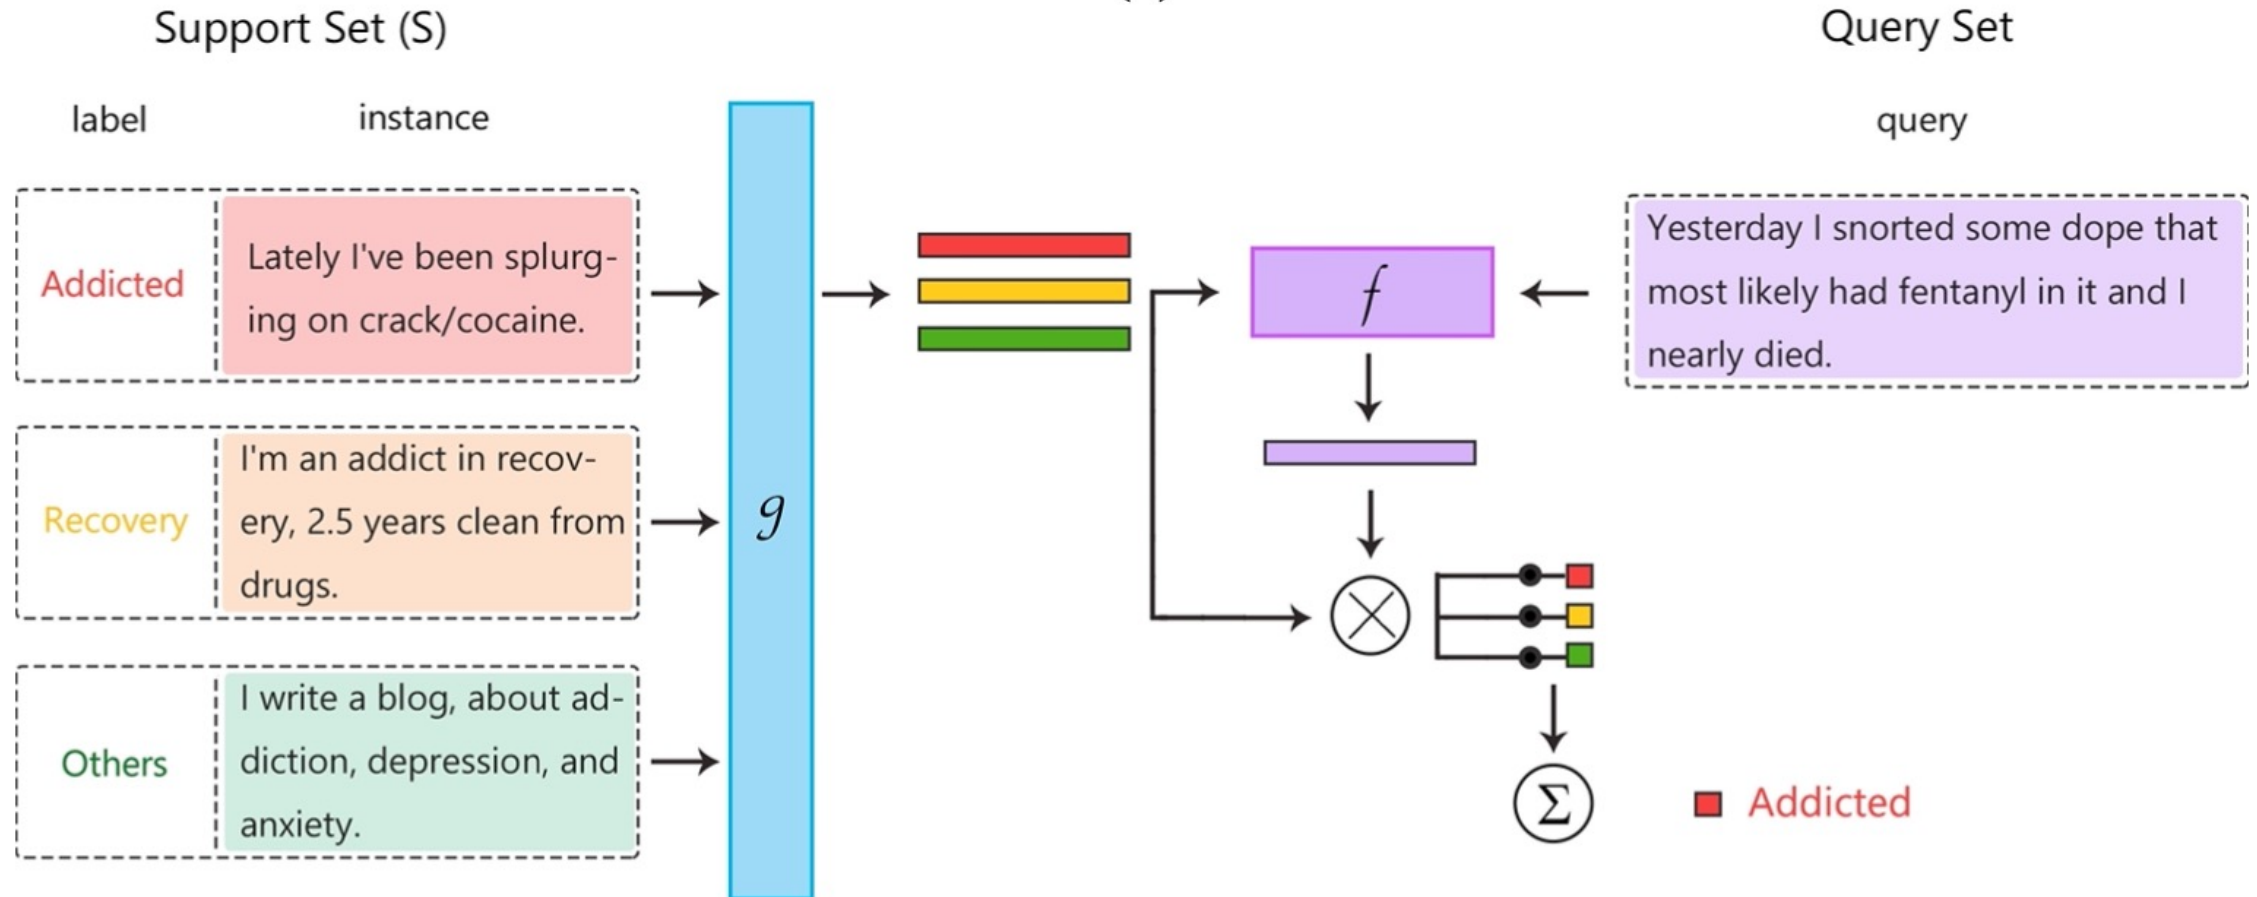 Support Set (S)
Query Set
label
instance
query
Addicted
Lately I've been splurg-
ing on crack/cocaine.
Recovery
I'm an addict in recov-
ery, 2.5 years clean from
drugs.
Others
I write a blog, about ad-
diction, depression, and
anxiety.
g
f
Yesterday I snorted some dope that
most likely had fentanyl in it and I
nearly died.
Σ
Addicted